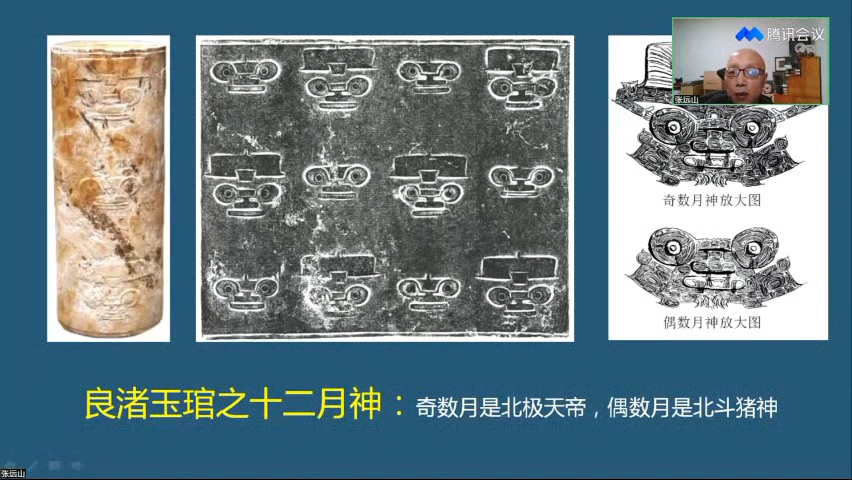 腾讯会议
张远山
奇数月神放大图
偶数月神放大图
良渚玉琯之十二月神：奇数月是北极天帝，偶数月是北斗猪神
张远山